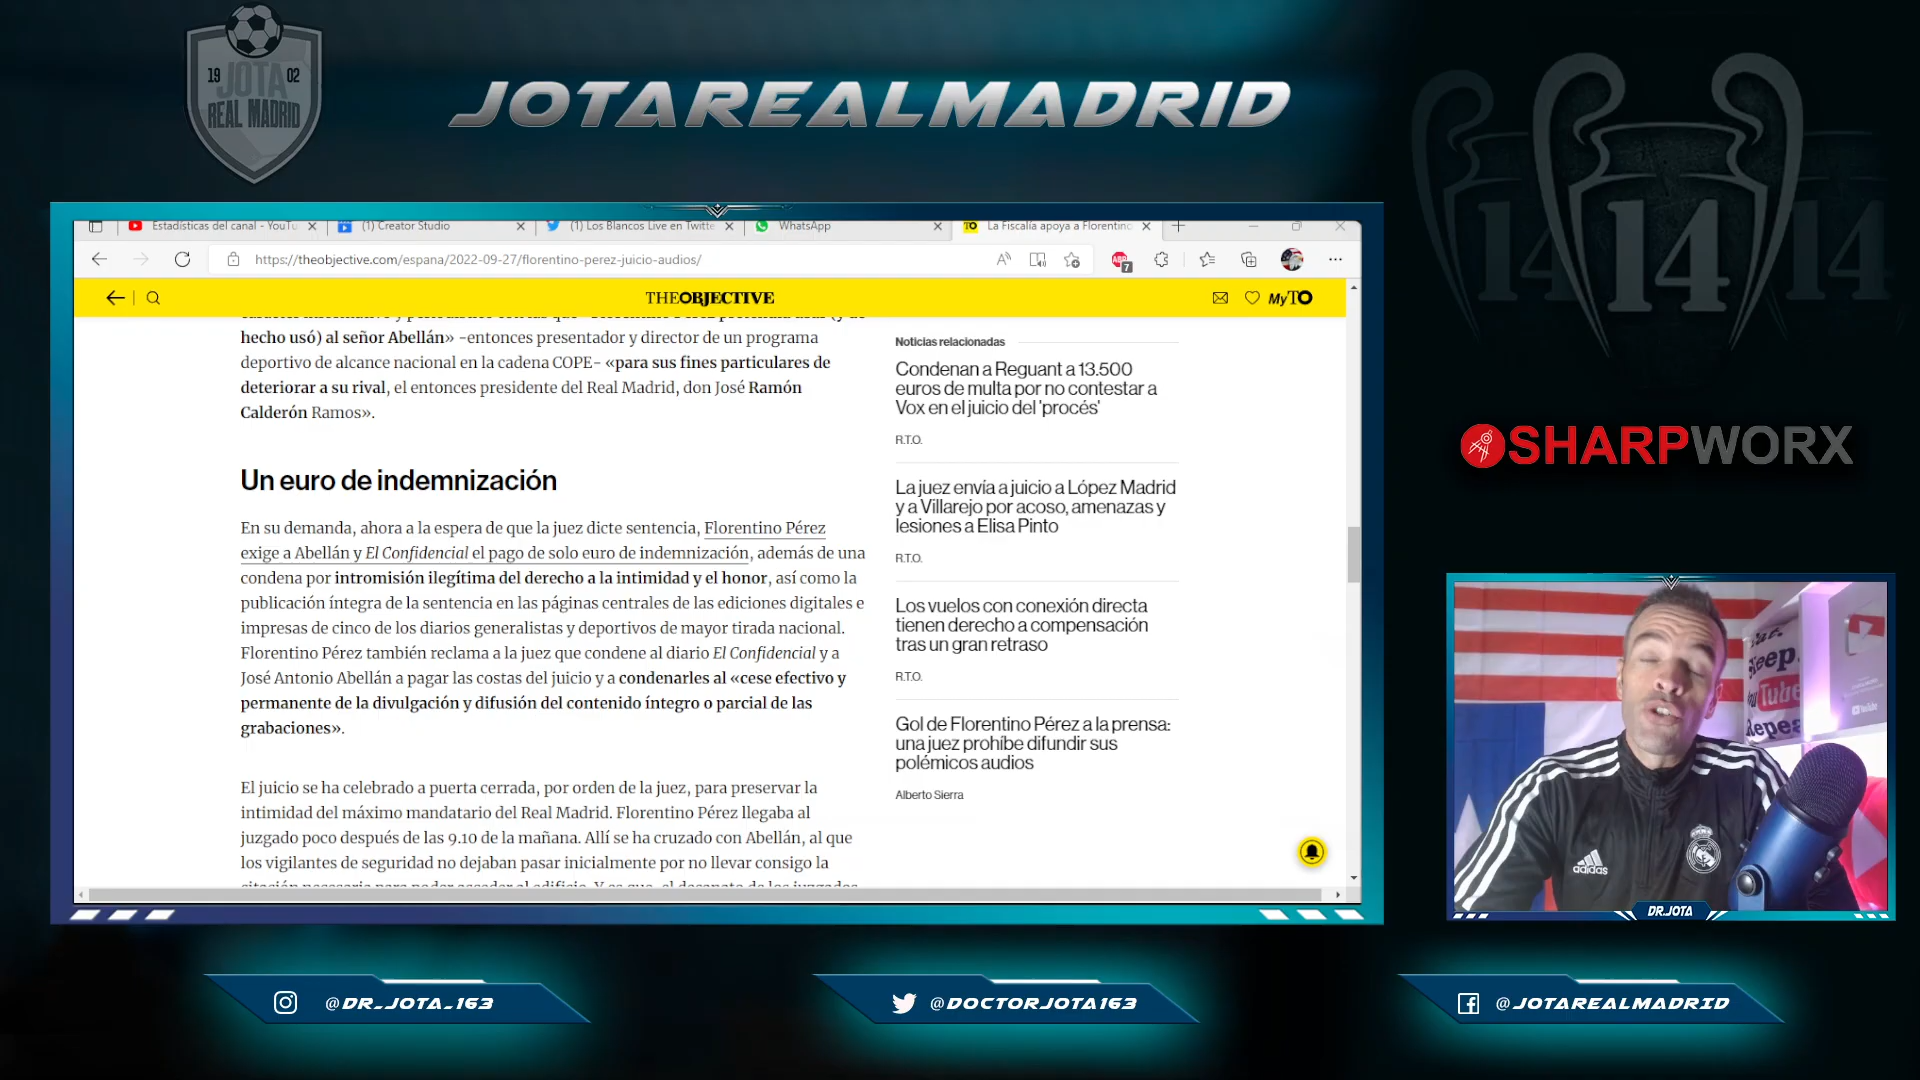 19 02
JOTA
REAL MADRID
JOTAREALMADRID
14 14 14
Estadísticas del canal - YouTu
(1) Creator Studio
(1) Los Blancos Live en Twitte
WhatsApp
TO La Fiscalía apoya a Florentino
https://theobjective.com/espana/2022-09-27/florentino-perez-juicio-audios/
7
THEOBJECTIVE
MyTO
hecho usó) al señor Abellán» -entonces presentador y director de un programa
deportivo de alcance nacional en la cadena COPE- «para sus fines particulares de
deteriorar a su rival, el entonces presidente del Real Madrid, don José Ramón
Calderón Ramos».
Un euro de indemnización
En su demanda, ahora a la espera de que la juez dicte sentencia, Florentino Pérez
exige a Abellán y El Confidencial el pago de solo euro de indemnización, además de una
condena por intromisión ilegítima del derecho a la intimidad y el honor, así como la
publicación íntegra de la sentencia en las páginas centrales de las ediciones digitales e
impresas de cinco de los diarios generalistas y deportivos de mayor tirada nacional.
Florentino Pérez también reclama a la juez que condene al diario El Confidencial y a
José Antonio Abellán a pagar las costas del juicio y a condenarles al «cese efectivo y
permanente de la divulgación y difusión del contenido íntegro o parcial de las
grabaciones».
El juicio se ha celebrado a puerta cerrada, por orden de la juez, para preservar la
intimidad del máximo mandatario del Real Madrid. Florentino Pérez llegaba al
juzgado poco después de las 9.10 de la mañana. Allí se ha cruzado con Abellán, al que
los vigilantes de seguridad no dejaban pasar inicialmente por no llevar consigo la
Noticias relacionadas
Condenan a Reguant a 13.500
euros de multa por no contestar a
Vox en el juicio del 'procés'
R.T.O.
La juez envía a juicio a López Madrid
y a Villarejo por acoso, amenazas y
lesiones a Elisa Pinto
R.T.O.
Los vuelos con conexión directa
tienen derecho a compensación
tras un gran retraso
R.T.O.
Gol de Florentino Pérez a la prensa:
una juez prohíbe difundir sus
polémicos audios
Alberto Sierra
SHARPWORX
Keep
Tube
Repea
YouTube
adidas
DR.JOTA
@DR_JOTA_163
@DOCTORJOTA163
@JOTAREALMADRID